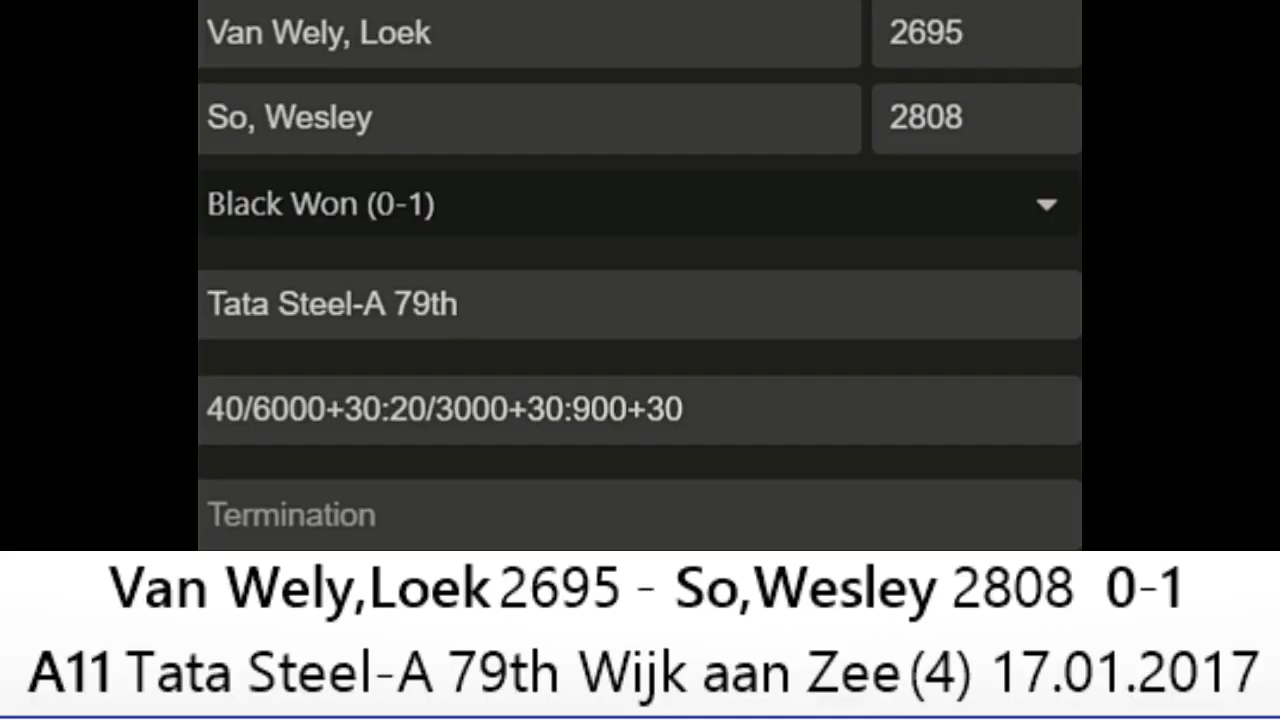 Van Wely, Loek 2695
So, Wesley 2808
Black Won (0-1)
Tata Steel-A 79th
40/6000+30:20/3000+30:900+30
Termination
Van Wely,Loek 2695 - So,Wesley 2808 0-1
A11 Tata Steel-A 79th Wijk aan Zee (4) 17.01.2017